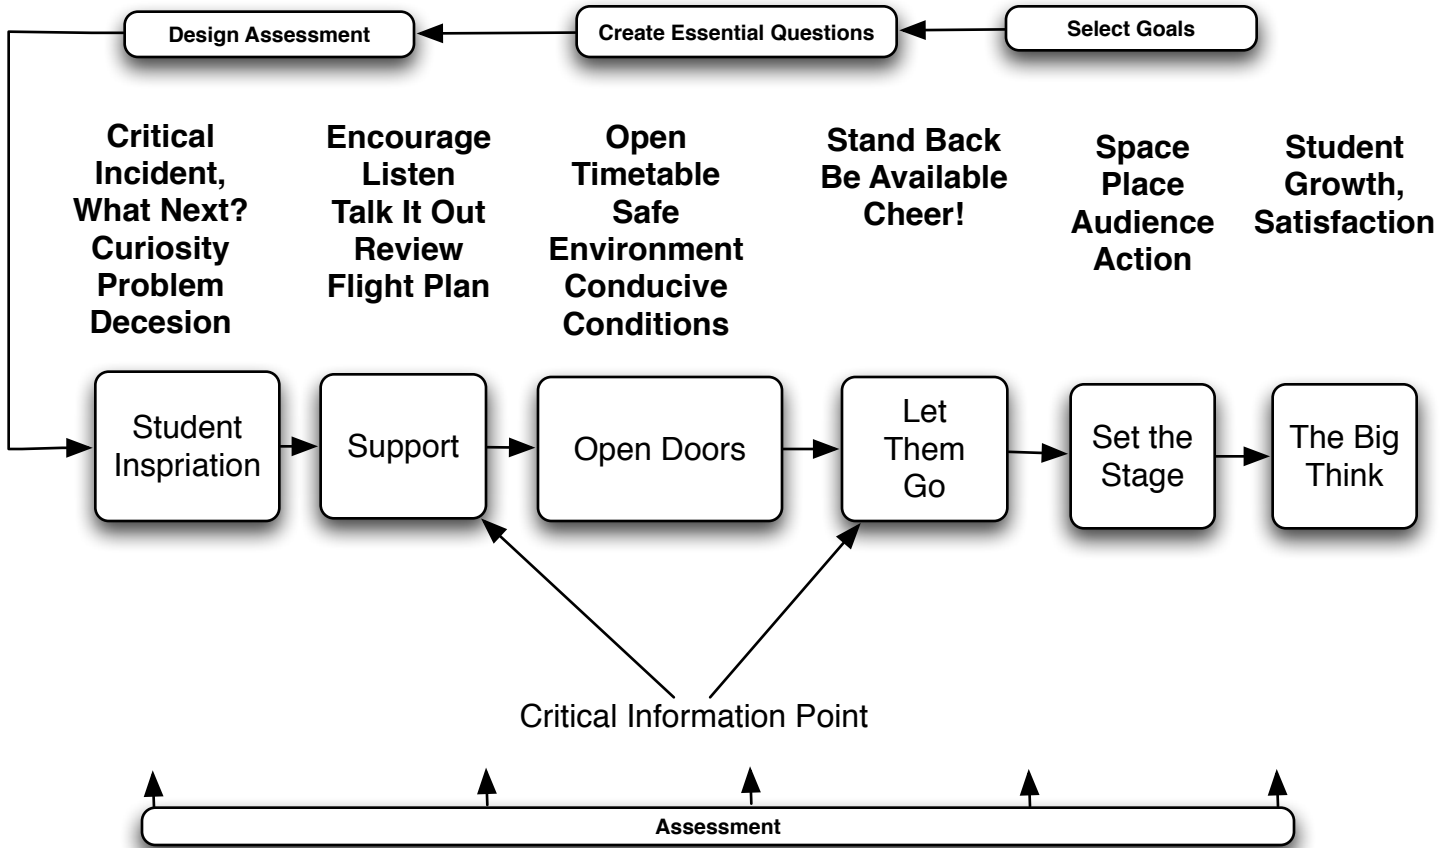 Design Assessment
Create Essential Questions
Select Goals
Critical
Incident,
What Next?
Curiosity
Problem
Decesion
Encourage
Listen
Talk It Out
Review
Flight Plan
Open
Timetable
Safe
Environment
Conducive
Conditions
Stand Back
Be Available
Cheer!
Space
Place
Audience
Action
Student
Growth,
Satisfaction
Student
Inspriation
Support
Open Doors
Let
Them
Go
Set the
Stage
The Big
Think
Critical Information Point
Assessment